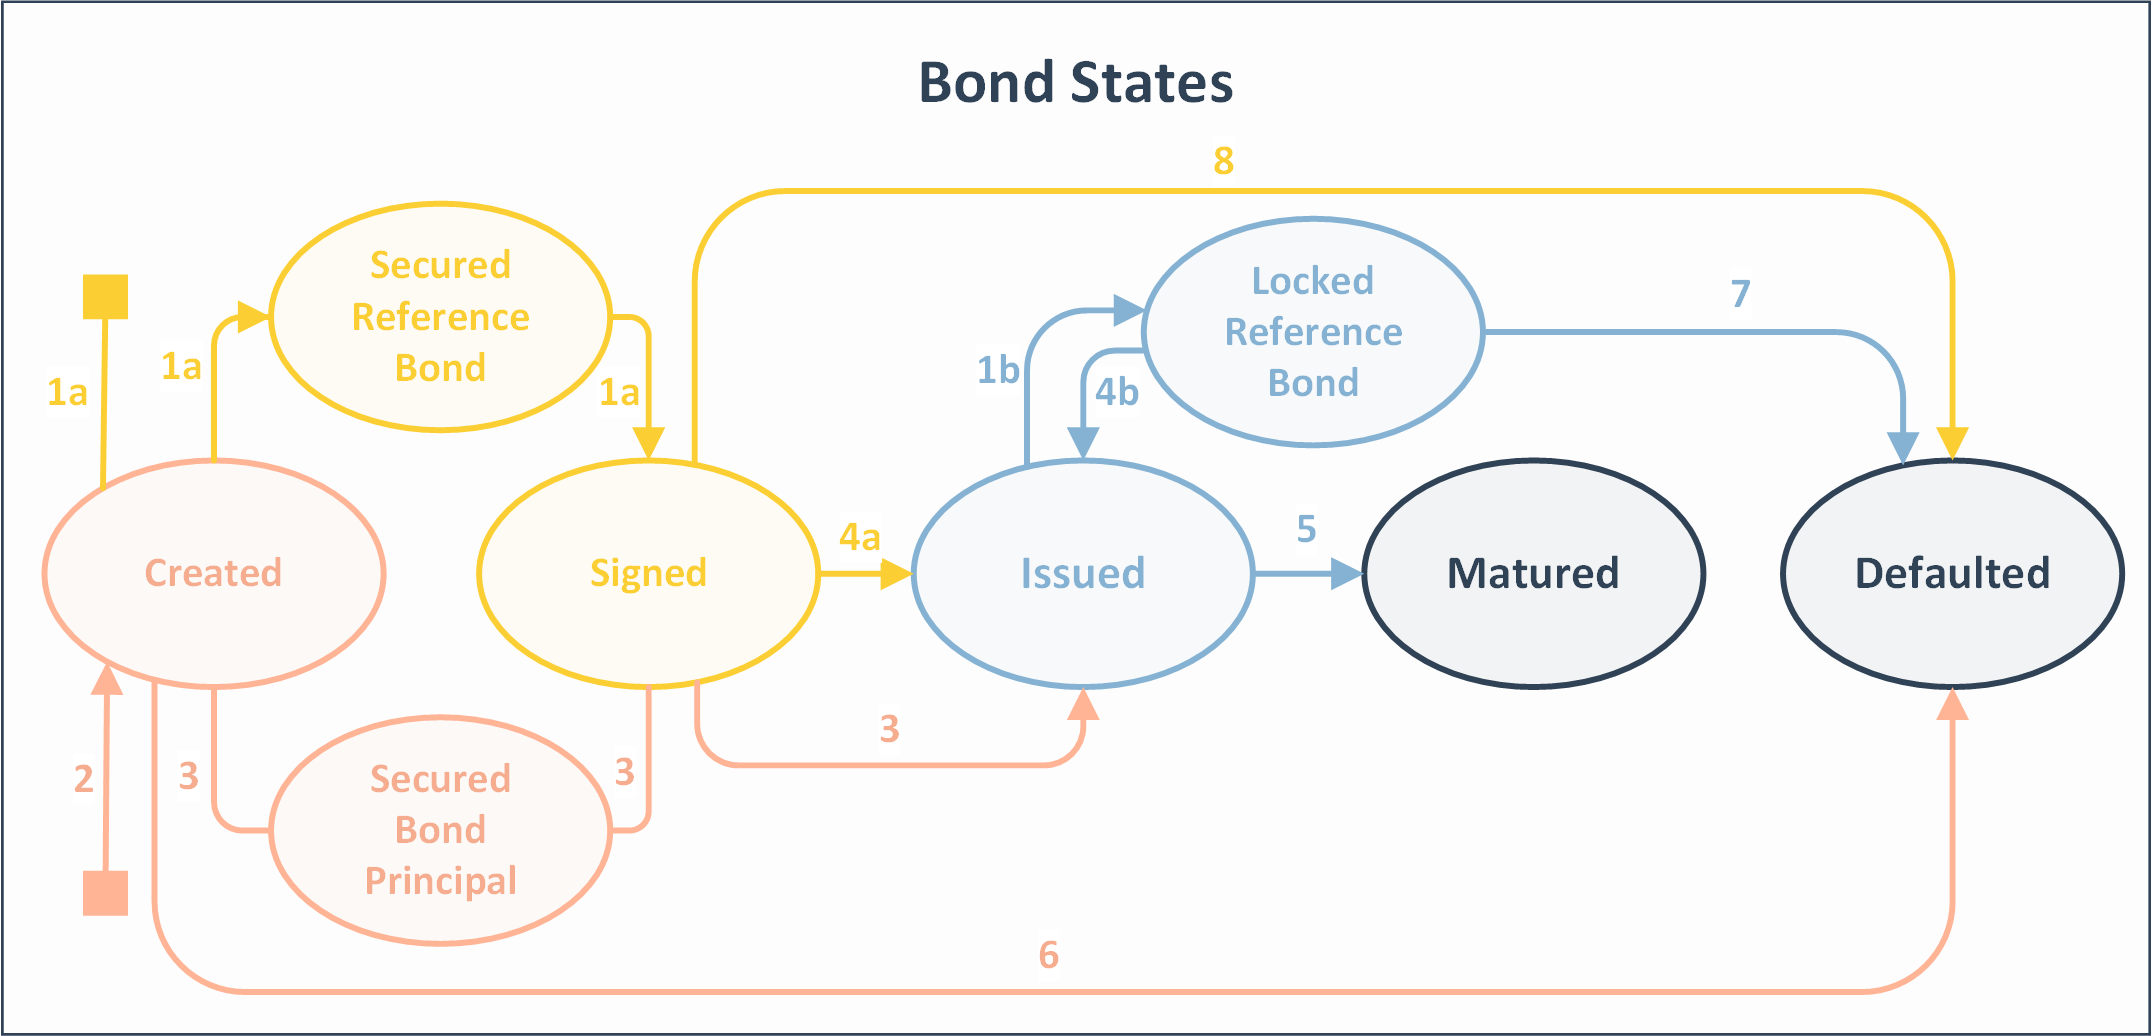 Bond States
8
Secured
Reference
Bond
Locked
Reference
Bond
7
1a
1a
1a
1b
4b
4a
5
Created
Signed
Issued
Matured
Defaulted
2
3
3
3
Secured
Bond
Principal
6